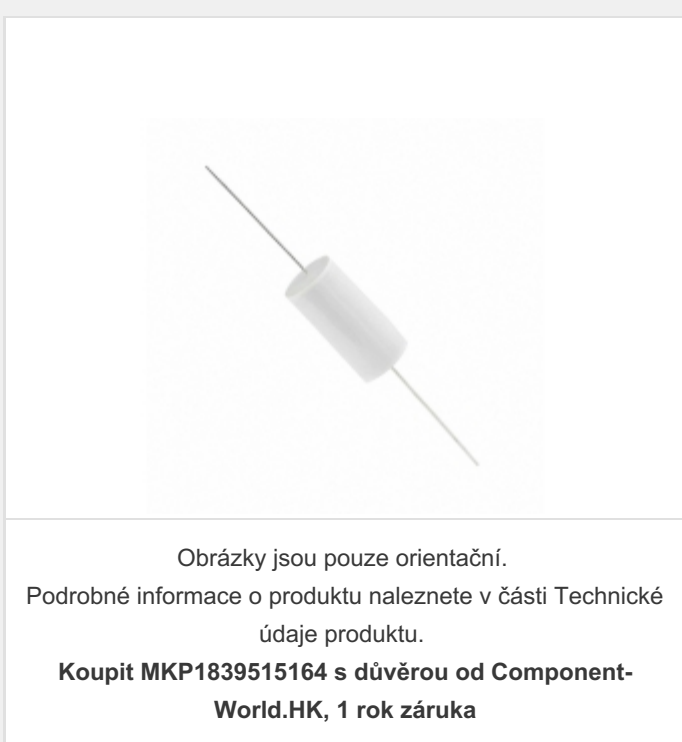 Obrázky jsou pouze orientační.
Podrobné informace o produktu naleznete v části Technické
údaje produktu.
Koupit MKP1839515164 s důvěrou od Component-
World.HK, 1 rok záruka